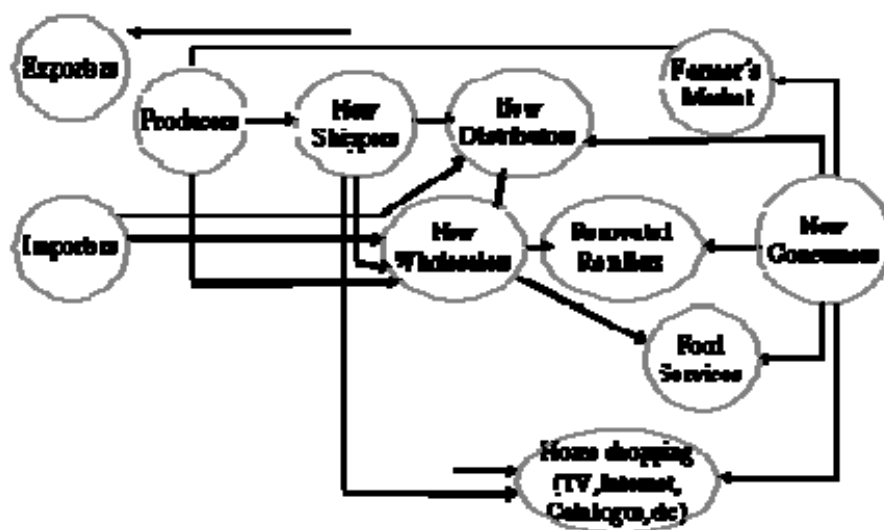 Exporters
Farmer's
Market
Producers
New
Shippers
New
Distributors
Importers
New
Wholesalers
Renovated
Retailers
New
Consumers
Food
Services
Home shopping
(TV, Internet,
Catalogue, etc)